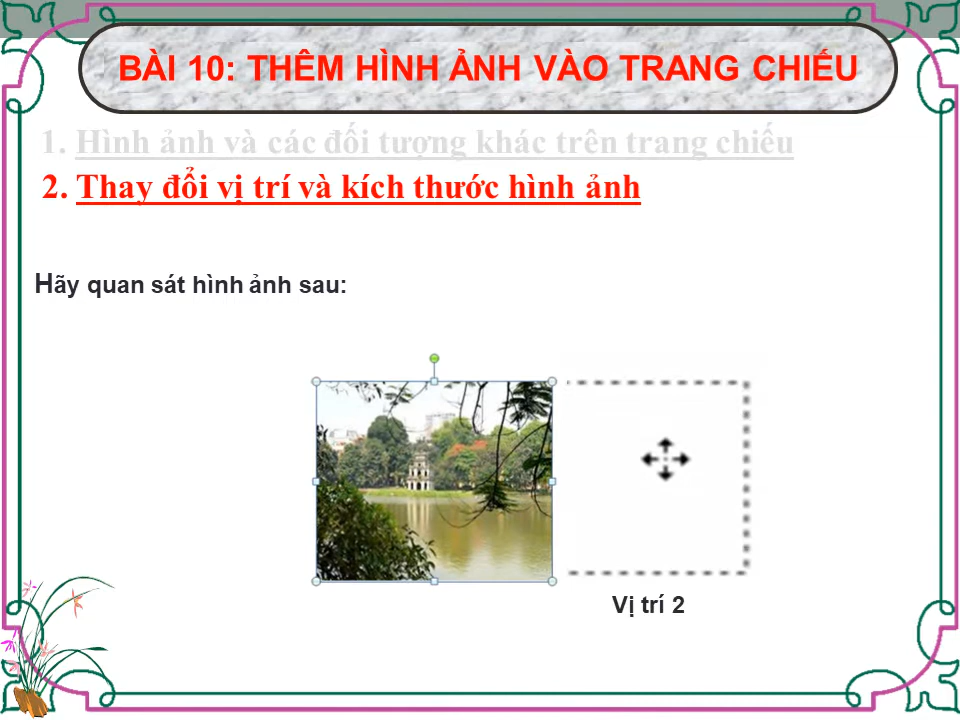 BÀI 10: THÊM HÌNH ẢNH VÀO TRANG CHIẾU
1. Hình ảnh và các đối tượng khác trên trang chiếu
2. Thay đổi vị trí và kích thước hình ảnh
Hãy quan sát hình ảnh sau:
Vị trí 2